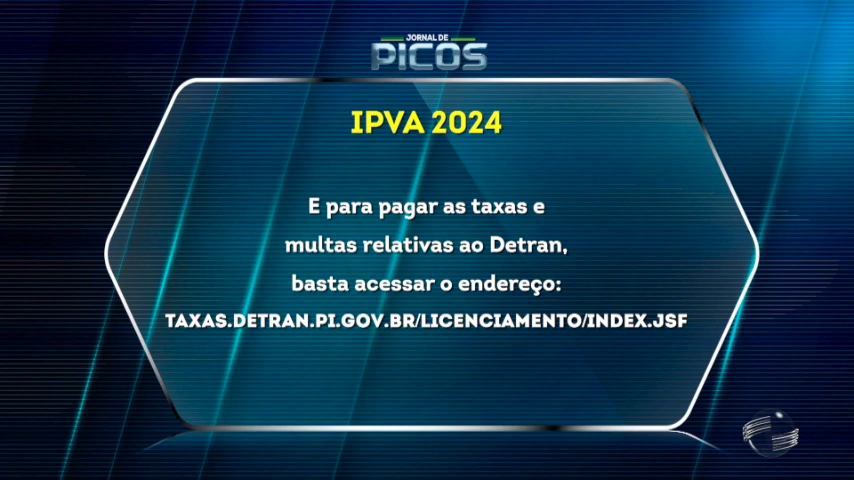 JORNAL DE
PICOS
IPVA 2024
E para pagar as taxas e
multas relativas ao Detran,
basta acessar o endereço:
TAXAS.DETRAN.PI.GOV.BR/LICENCIAMENTO/INDEX.JSF